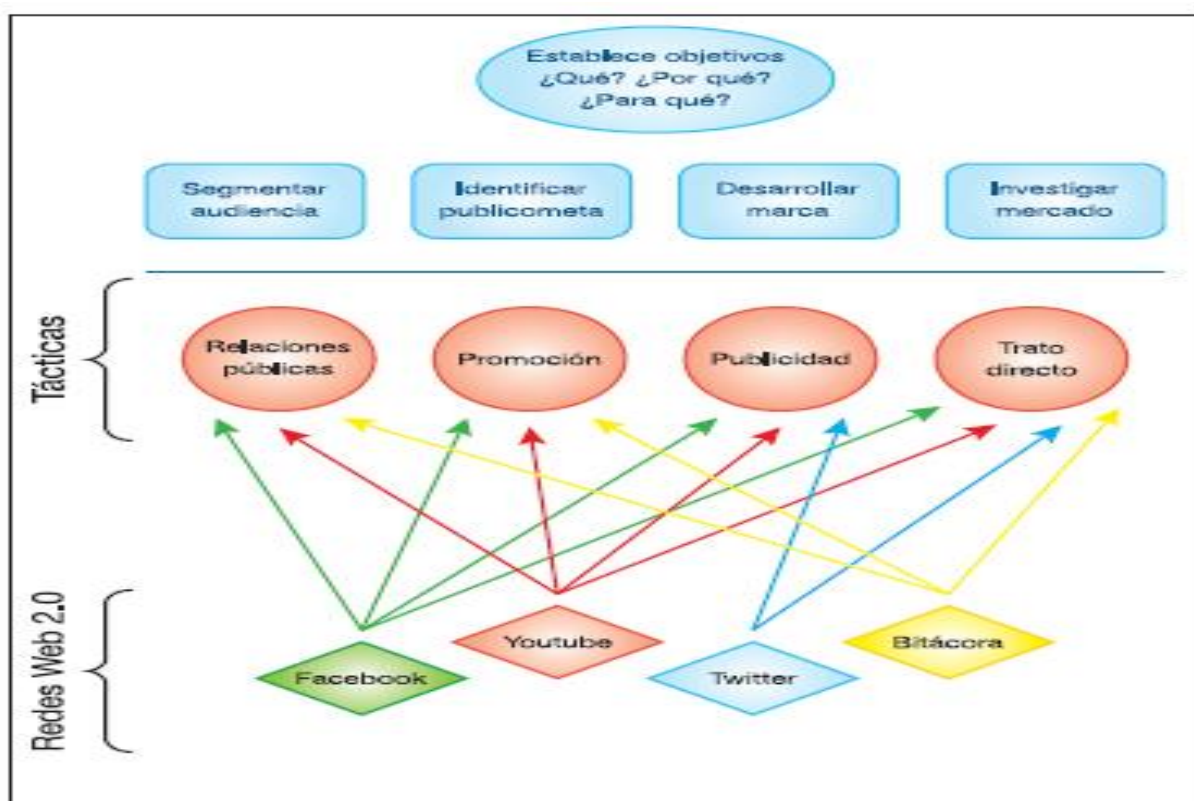 Establece objetivos
¿Qué? ¿Por qué?
¿Para qué?
Segmentar
audiencia
Identificar
publicometa
Desarrollar
marca
Investigar
mercado
Tácticas
Relaciones
públicas
Promoción
Publicidad
Trato
directo
Redes Web 2.0
Facebook
Youtube
Twitter
Bitácora